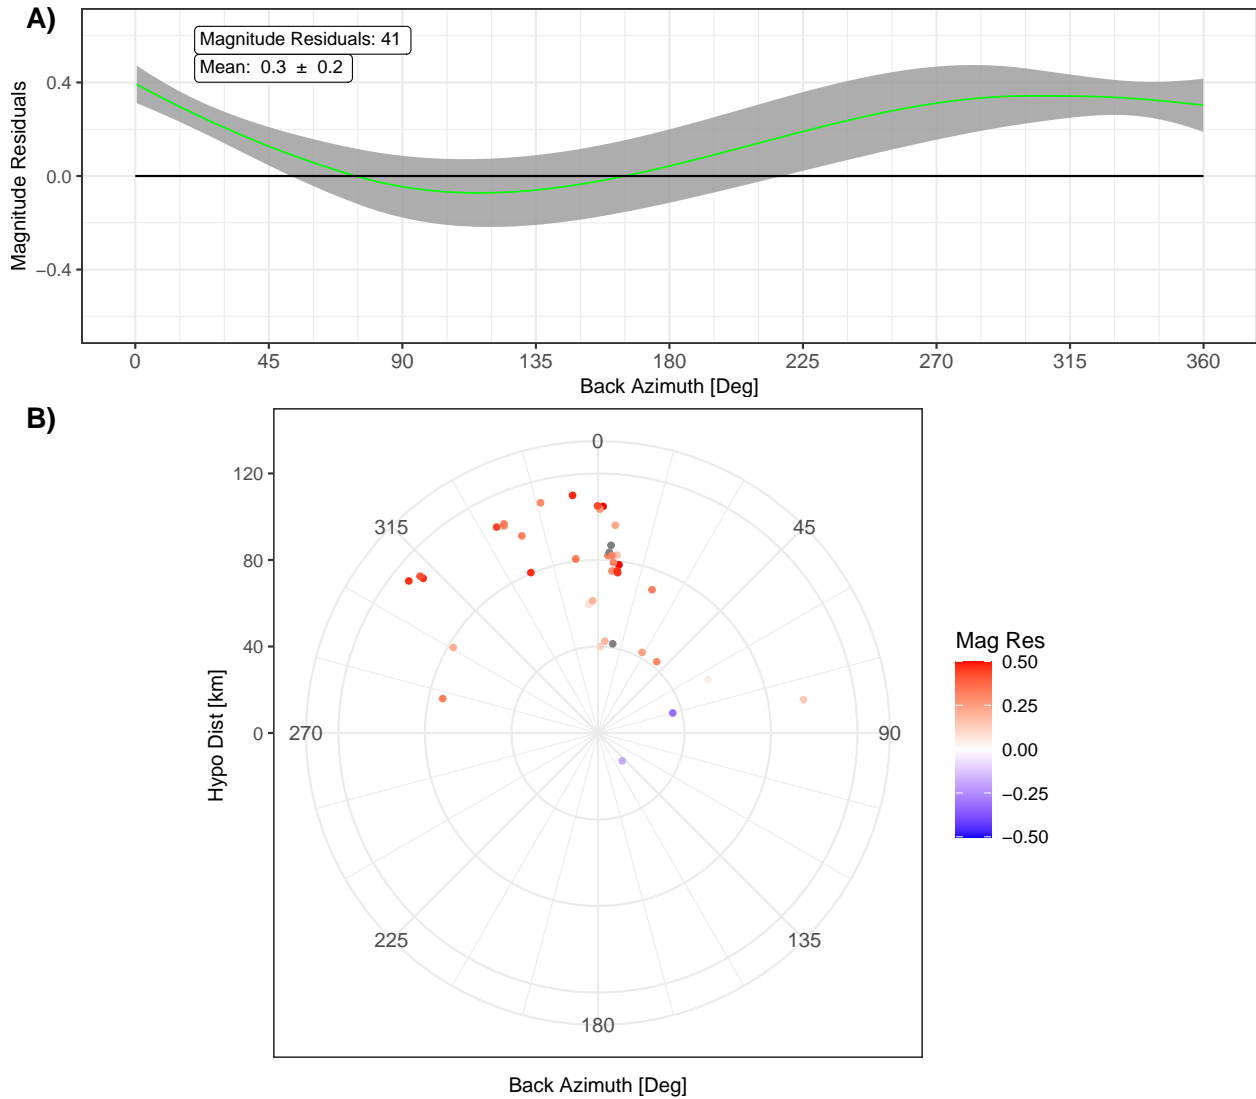 A)
Magnitude Residuals: 41
Mean: 0.3 ± 0.2
Magnitude Residuals
0.4
0.0
−0.4
0 45 90 135 180 225 270 315 360
Back Azimuth [Deg]
B)
Hypo Dist [km]
120
80
40
0
0
45
90
135
180
225
270
315
Back Azimuth [Deg]
Mag Res
0.50
0.25
0.00
−0.25
−0.50